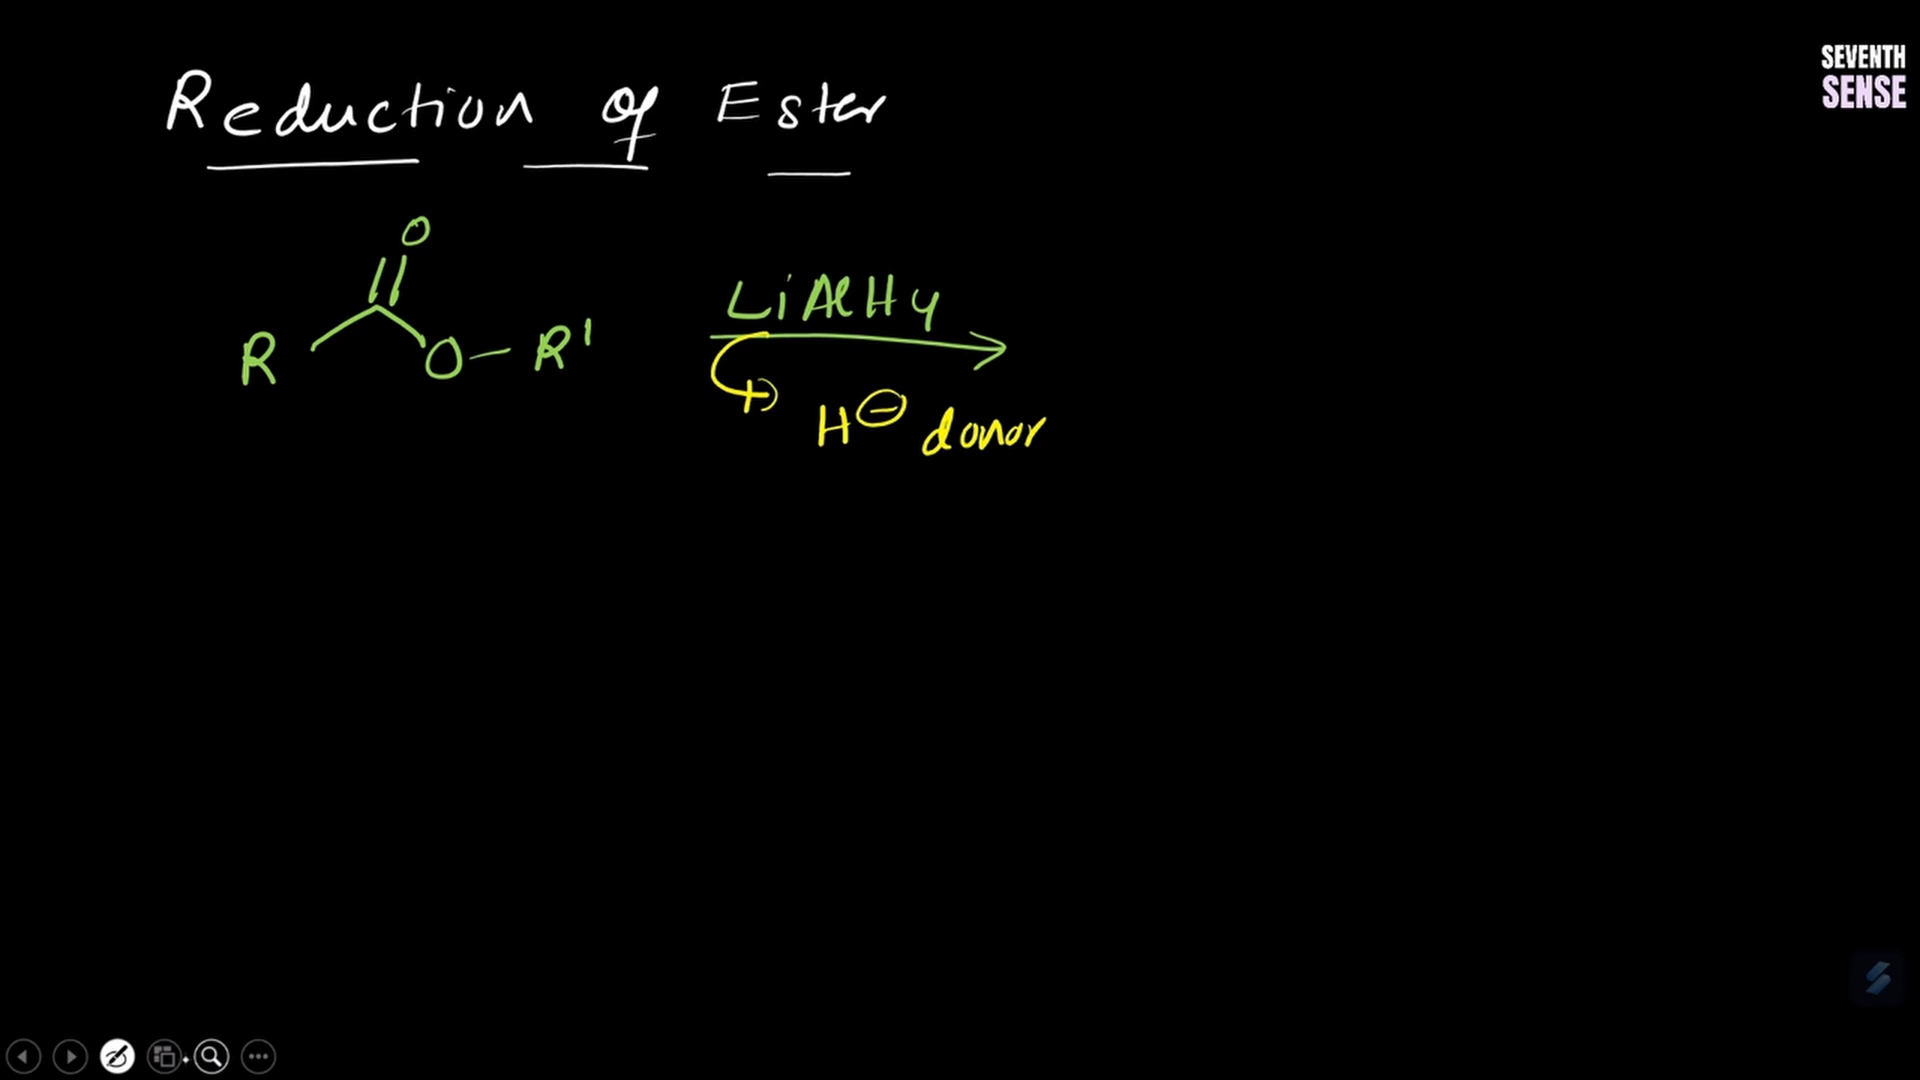 SEVENTH
SENSE
Reduction of Ester
O
R O - R'
LiAlH4
H⊖ donor